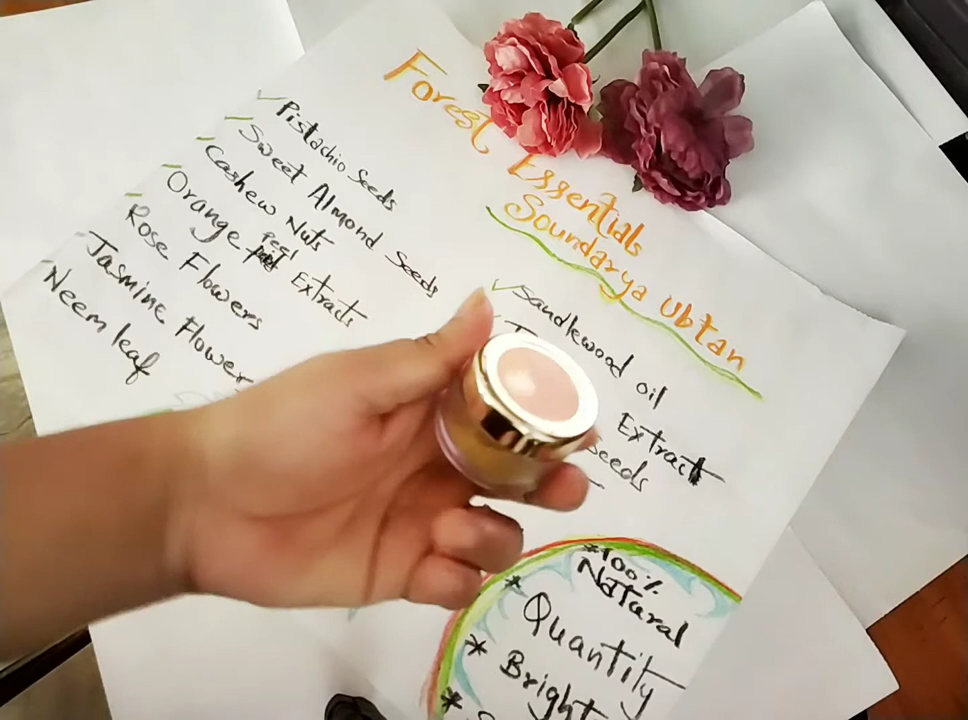 Forest Essentials
Soundarya Ubtan
Pistachio Seeds
Sweet Almond Seeds
Cashew Nuts
Orange peel Extracts
Rose Flowers
Jasmine Flower
Neem leaf
Sandlewood oil
Extract
Seeds
*100%
Natural
* Quantity
* Bright
*